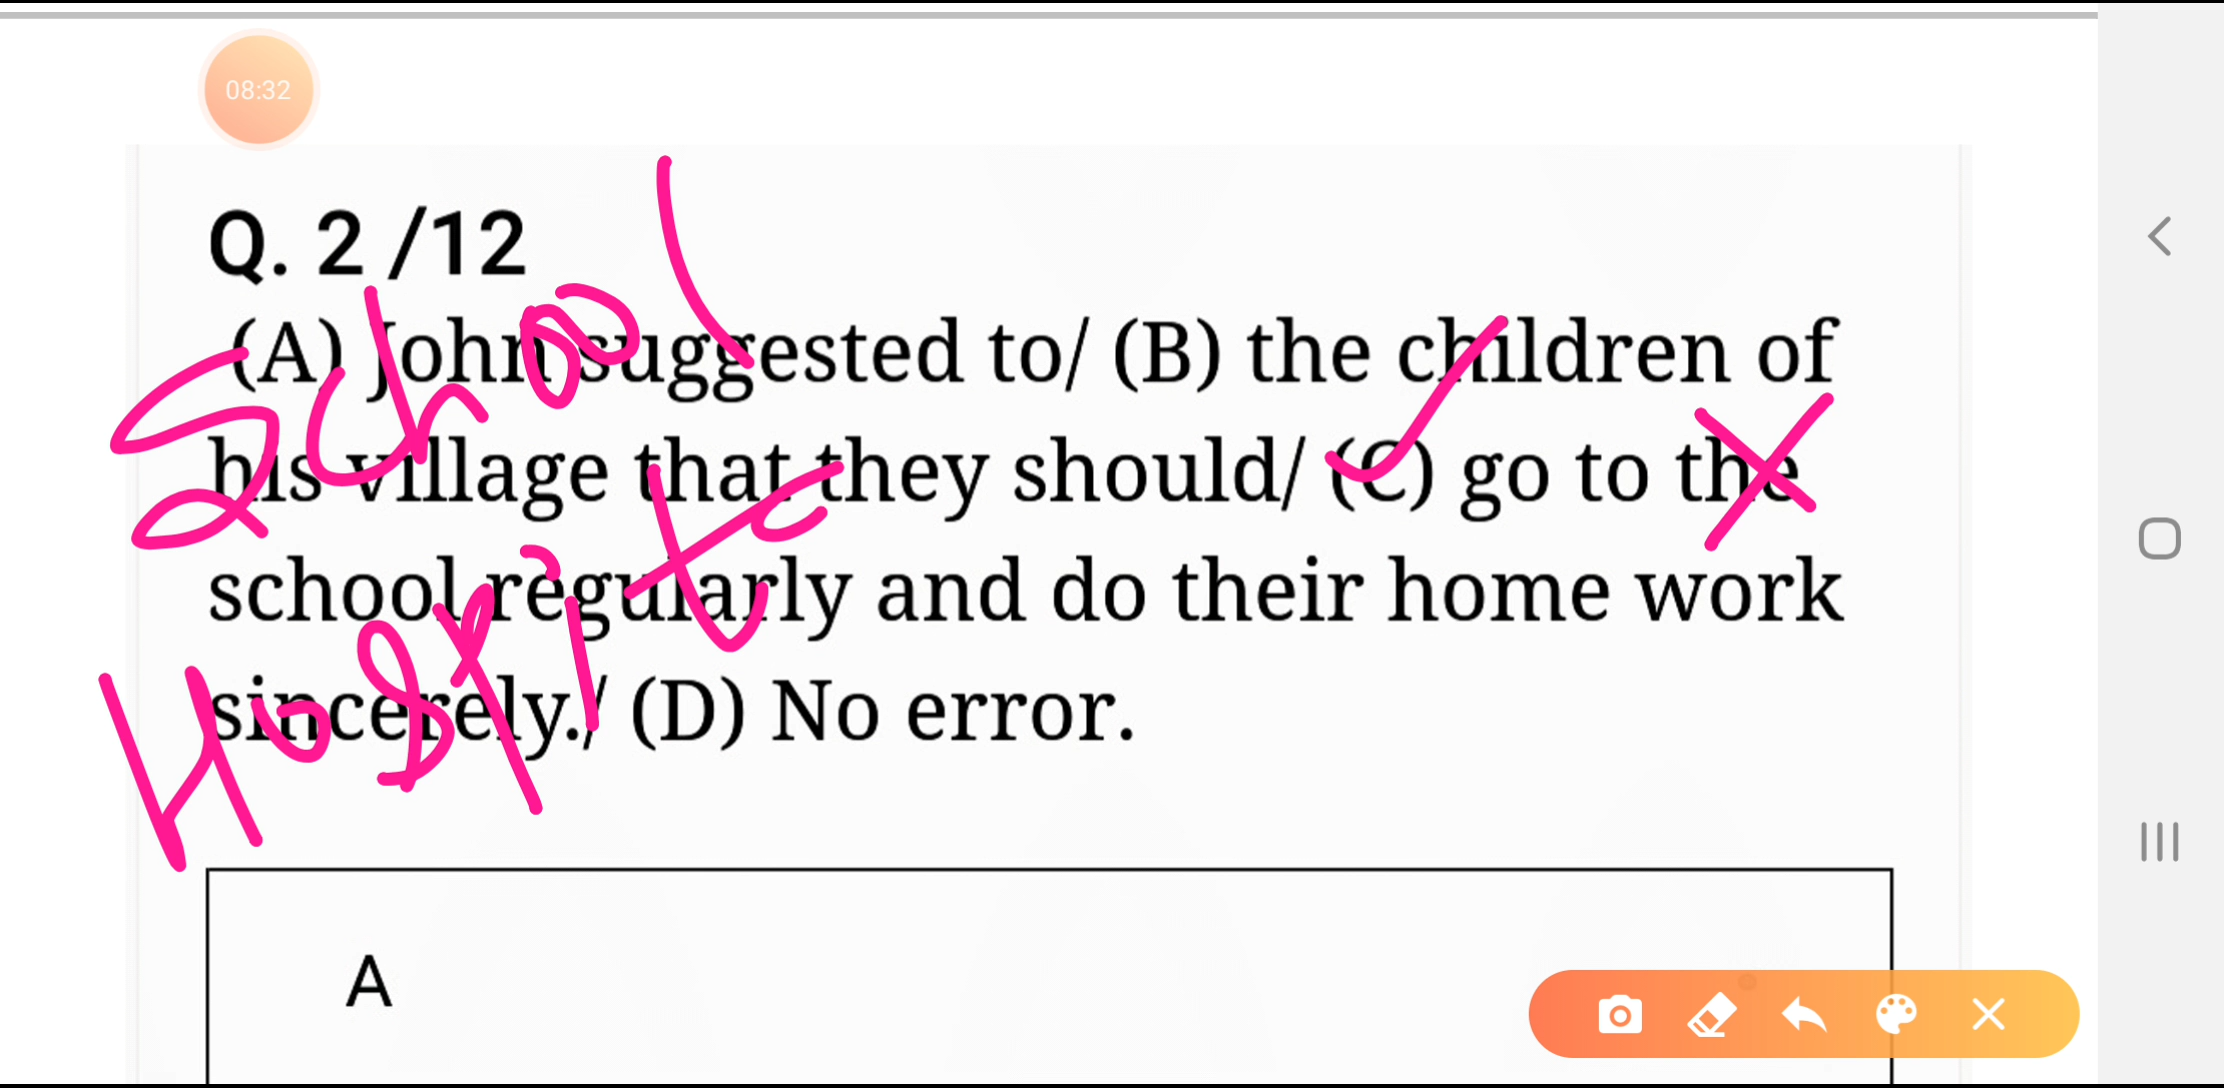 08:32
Q. 2 /12
School
(A) John suggested to/ (B) the children of
his village that they should/ (C) go to the
school regularly and do their home work
Hospit
sincerely./ (D) No error.
A